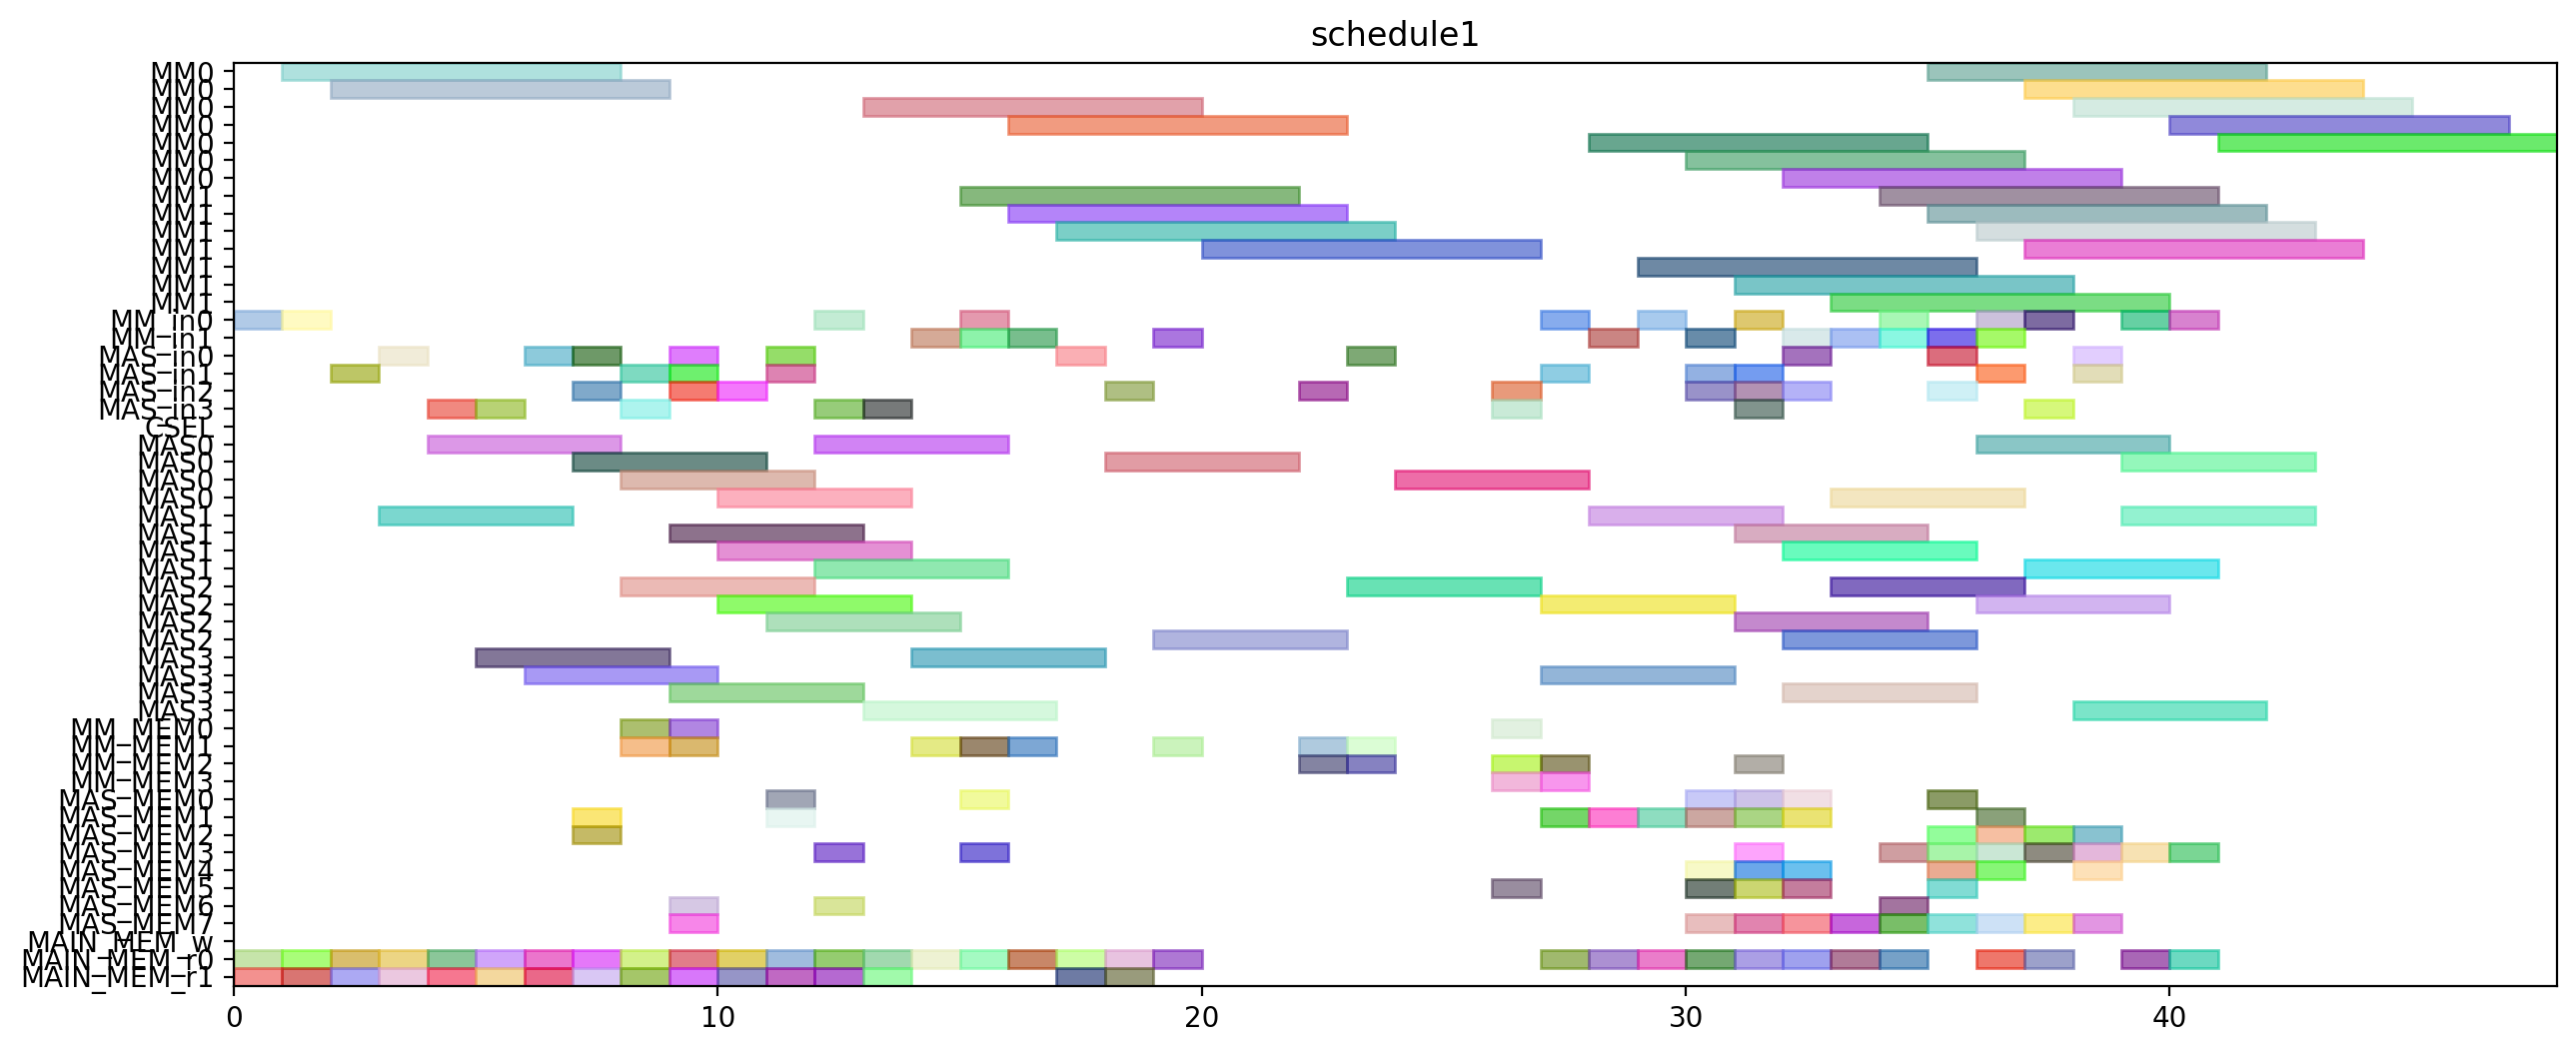 schedule1
MM0
MM0
MM0
MM0
MM0
MM0
MM0
MM1
MM1
MM1
MM1
MM1
MM1
MM1
MM_in0
MM_in1
MAS_in0
MAS_in1
MAS_in2
MAS_in3
CSEL
MAS0
MAS0
MAS0
MAS0
MAS1
MAS1
MAS1
MAS1
MAS2
MAS2
MAS2
MAS2
MAS3
MAS3
MAS3
MAS3
MM_MEM0
MM_MEM1
MM_MEM2
MM_MEM3
MAS_MEM0
MAS_MEM1
MAS_MEM2
MAS_MEM3
MAS_MEM4
MAS_MEM5
MAS_MEM6
MAS_MEM7
MAIN_MEM_w
MAIN_MEM_r0
MAIN_MEM_r1
0 10 20 30 40